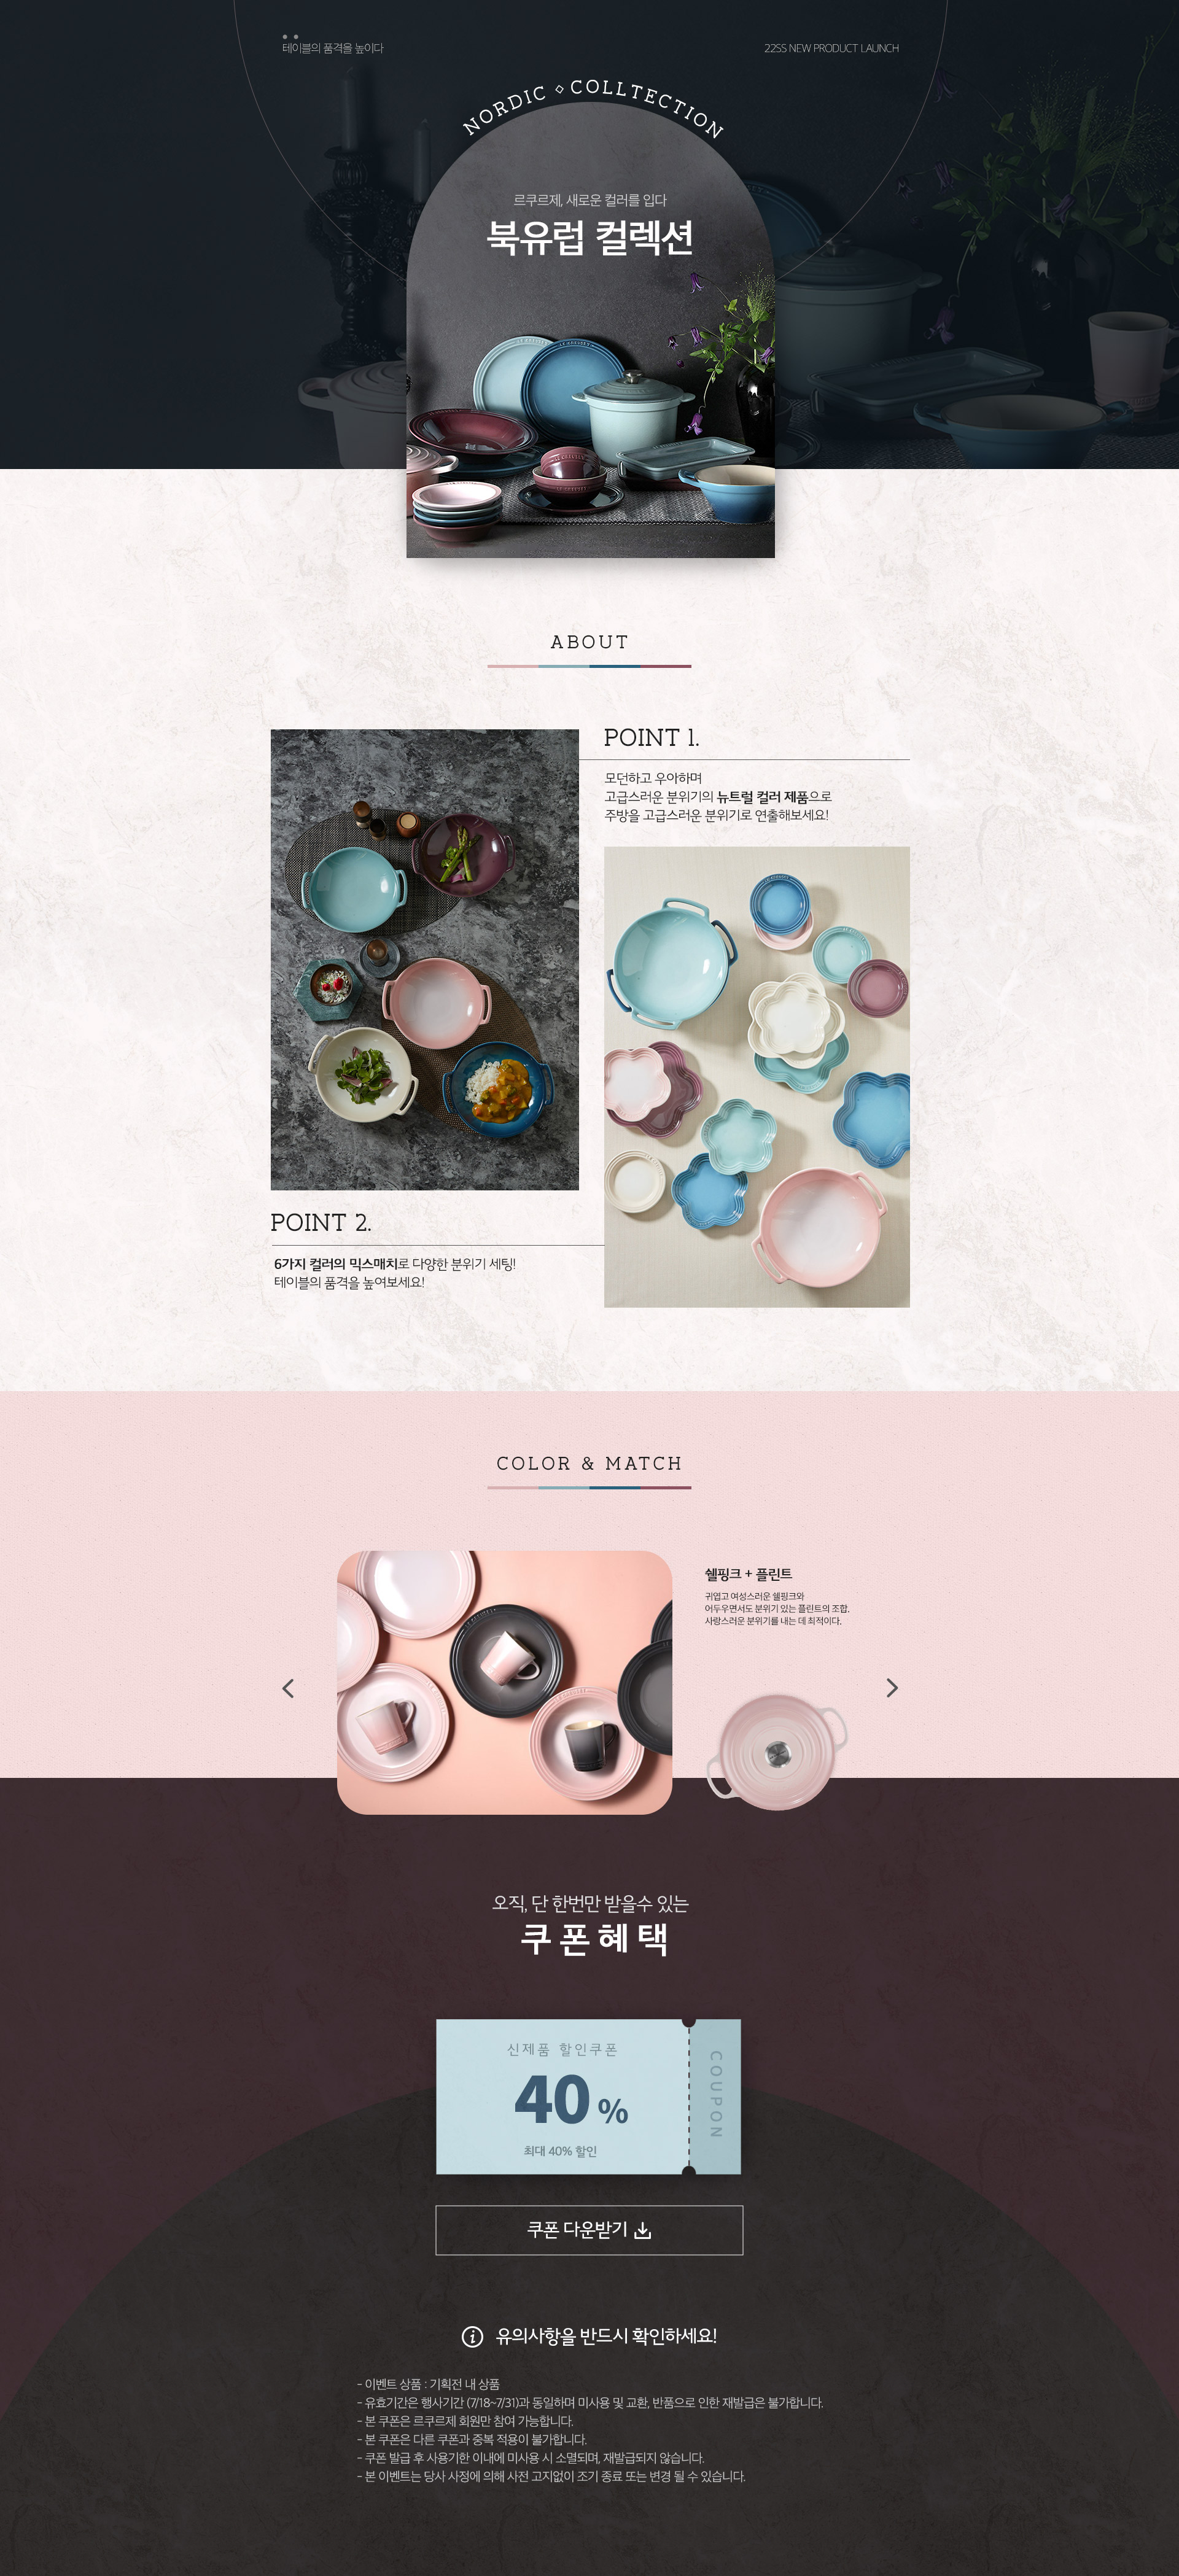 테이블의 품격을 높이다
22SS NEW PRODUCT LAUNCH
NORDIC ◇ COLLTECTION
르쿠르제, 새로운 컬러를 입다
북유럽 컬렉션
ABOUT
POINT 1.
모던하고 우아하며
고급스러운 분위기의 뉴트럴 컬러 제품으로
주방을 고급스러운 분위기로 연출해보세요!
POINT 2.
6가지 컬러의 믹스매치로 다양한 분위기 세팅!
테이블의 품격을 높여보세요!
COLOR & MATCH
쉘핑크 + 플린트
귀엽고 여성스러운 쉘핑크와
어두우면서도 분위기 있는 플린트의 조합.
사랑스러운 분위기를 내는 데 최적이다.
오직, 단 한번만 받을수 있는
쿠폰혜택
신제품 할인쿠폰
40 %
최대 40% 할인
COUPON
쿠폰 다운받기
유의사항을 반드시 확인하세요!
- 이벤트 상품 : 기획전 내 상품
- 유효기간은 행사기간 (7/18~7/31)과 동일하며 미사용 및 교환, 반품으로 인한 재발급은 불가합니다.
- 본 쿠폰은 르쿠르제 회원만 참여 가능합니다.
- 본 쿠폰은 다른 쿠폰과 중복 적용이 불가합니다.
- 쿠폰 발급 후 사용기한 이내에 미사용 시 소멸되며, 재발급되지 않습니다.
- 본 이벤트는 당사 사정에 의해 사전 고지없이 조기 종료 또는 변경 될 수 있습니다.